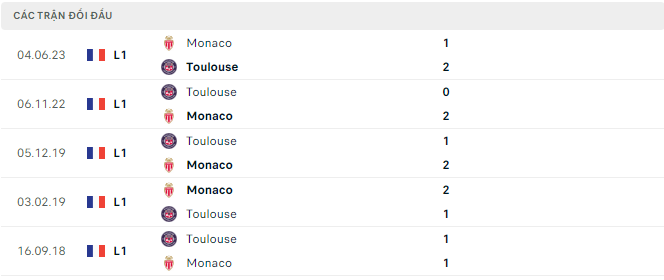 CÁC TRẬN ĐỐI ĐẦU
04.06.23 L1 Monaco 1
Toulouse 2
06.11.22 L1 Toulouse 0
Monaco 2
05.12.19 L1 Toulouse 1
Monaco 2
03.02.19 L1 Monaco 2
Toulouse 1
16.09.18 L1 Toulouse 1
Monaco 1